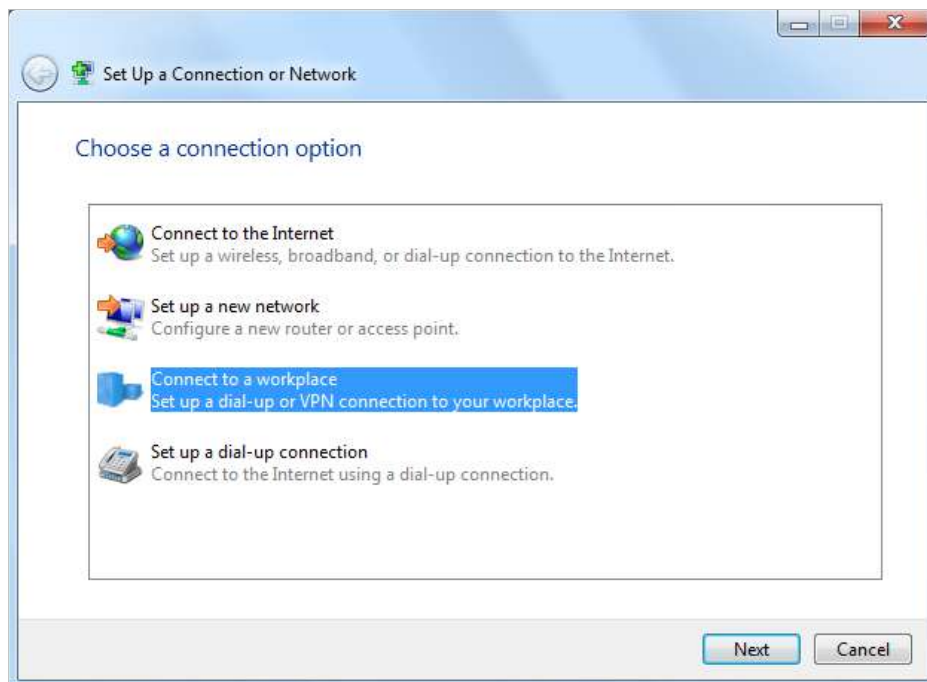 Set Up a Connection or Network
Choose a connection option
Connect to the Internet
Set up a wireless, broadband, or dial-up connection to the Internet.
Set up a new network
Configure a new router or access point.
Connect to a workplace
Set up a dial-up or VPN connection to your workplace.
Set up a dial-up connection
Connect to the Internet using a dial-up connection.
Next
Cancel